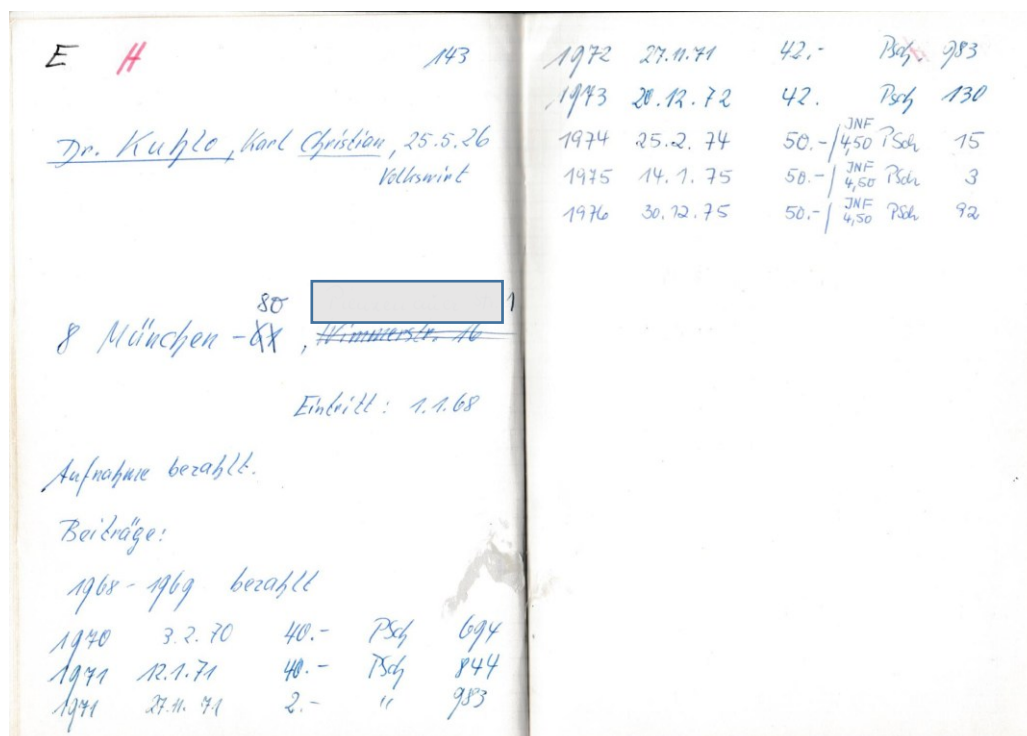 E H 143
Dr. Kuhlo, Karl Christian, 25.5.26
Volkswirt
80 1
8 München - , Wimmerstr. 16
Eintritt: 1.1.68
Aufnahme bezahlt.
Beiträge:
1968 - 1969 bezahlt
1970 3.2.70 40.- PSch 694
1971 12.1.71 40.- PSch 844
1971 27.11.71 2.- " 983
1972 27.11.71 42.- PSch. 983
1973 20.12.72 42. PSch 130
1974 25.2.74 50.-/ JNF 4,50 PSch 15
1975 14.1.75 50.-/ JNF 4,50 PSch 3
1976 30.12.75 50.-/ JNF 4,50 PSch 92